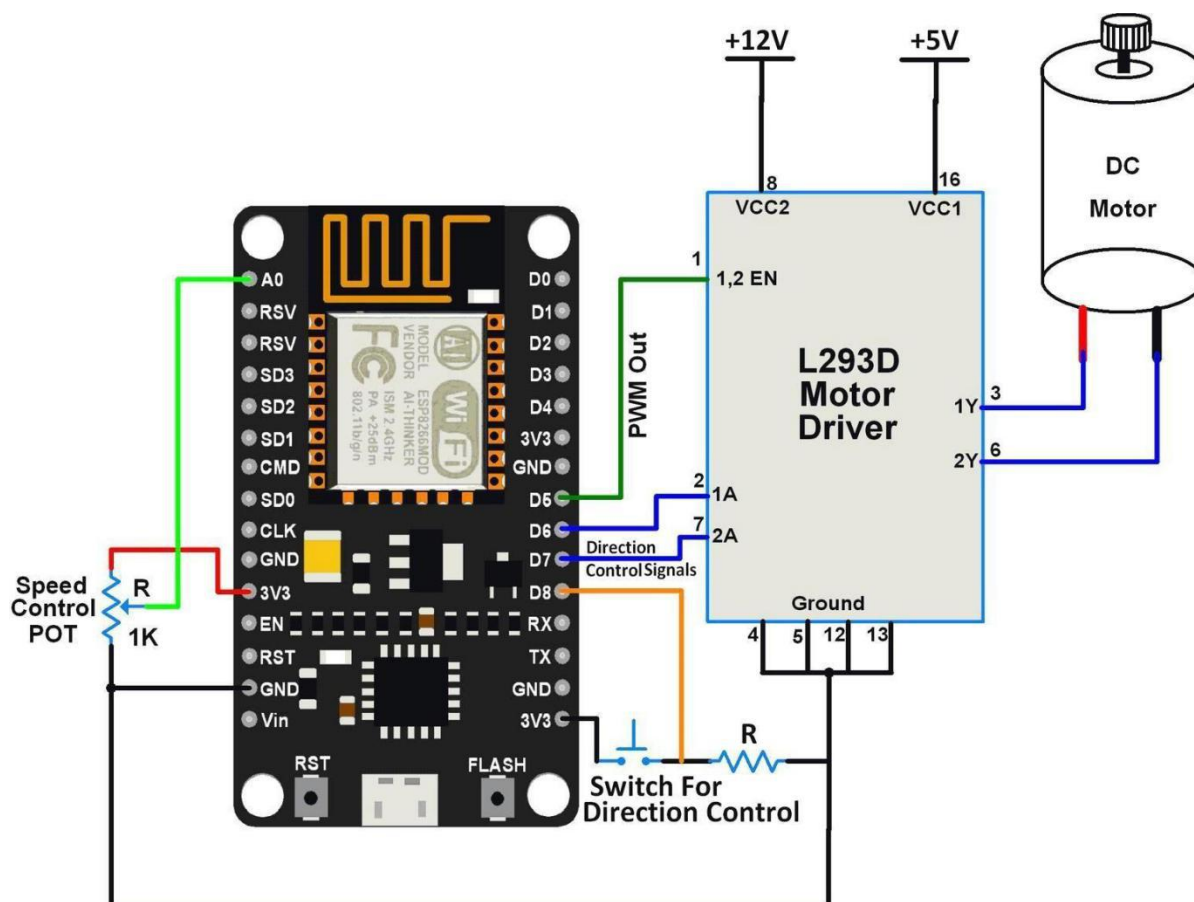 +12V
+5V
8
VCC2
16
VCC1
DC
Motor
1
1,2 EN
L293D
Motor
Driver
3
1Y
6
2Y
2
1A
7
2A
Ground
4
5
12
13
PWM Out
Direction
Control Signals
A0
RSV
RSV
SD3
SD2
SD1
CMD
SD0
CLK
GND
3V3
EN
RST
GND
Vin
D0
D1
D2
D3
D4
3V3
GND
D5
D6
D7
D8
RX
TX
GND
3V3
MODEL
VENDOR
ESP8266MOD
AI-THINKER
ISM 2.4GHz
PA +25dBm
802.11b/g/n
AI
WiFi
FC
RST
FLASH
Speed
Control
POT
R
1K
R
Switch For
Direction Control